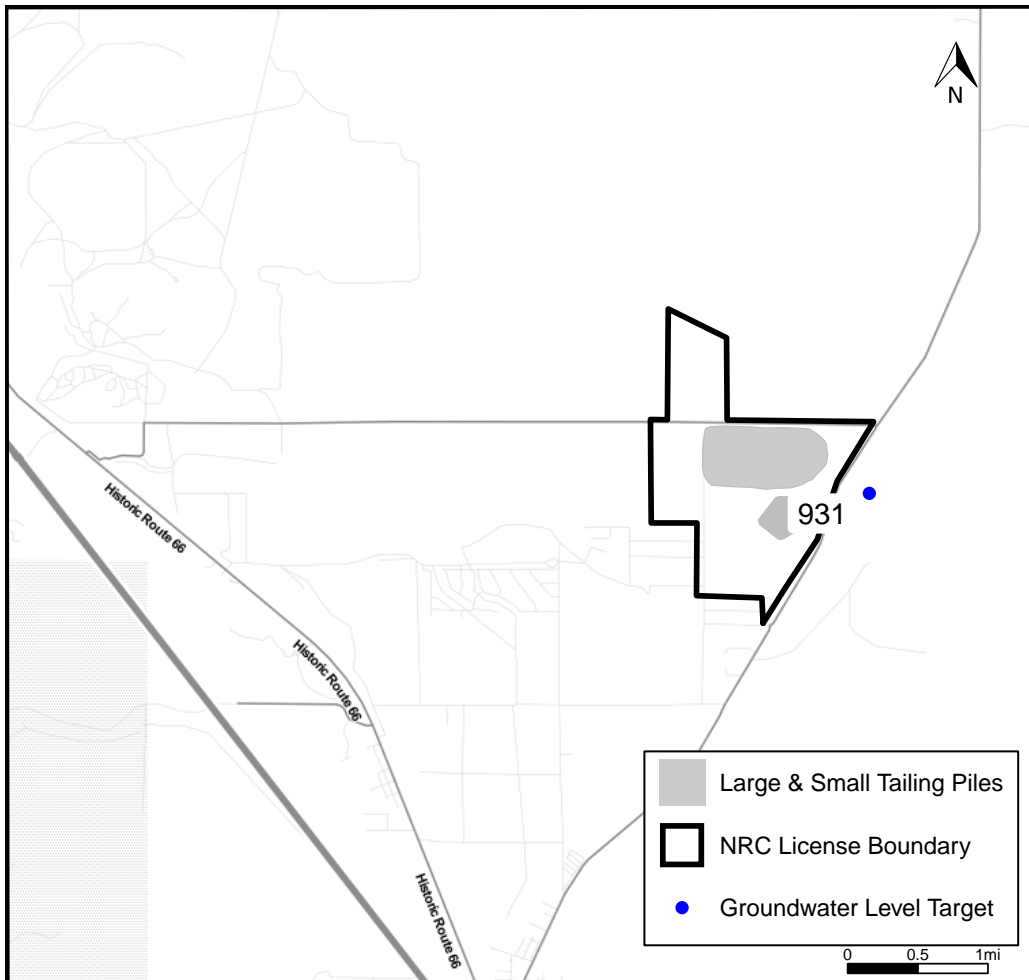 N
931
Historic Route 66
Historic Route 66
Historic Route 66
Large & Small Tailing Piles
NRC License Boundary
Groundwater Level Target
0 0.5 1mi